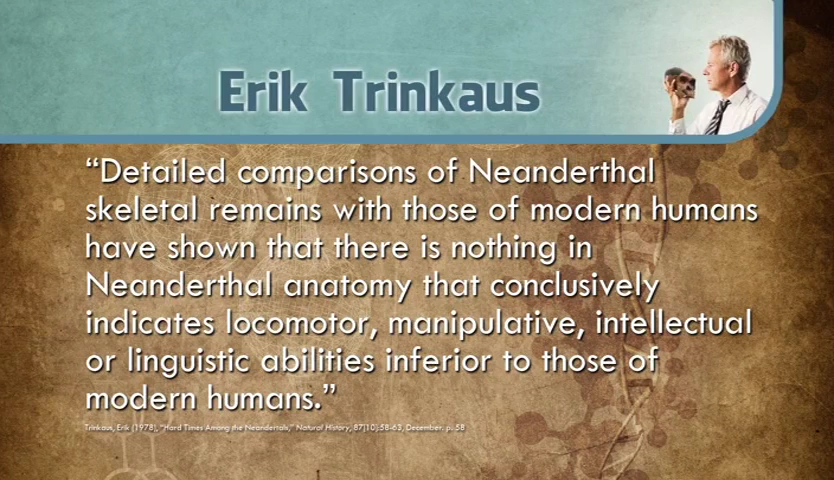 Erik Trinkaus
“Detailed comparisons of Neanderthal
skeletal remains with those of modern humans
have shown that there is nothing in
Neanderthal anatomy that conclusively
indicates locomotor, manipulative, intellectual
or linguistic abilities inferior to those of
modern humans.”
Trinkaus, Erik (1978), “Hard Times Among the Neandertals,” Natural History, 87[10]:58-63, December. p. 58